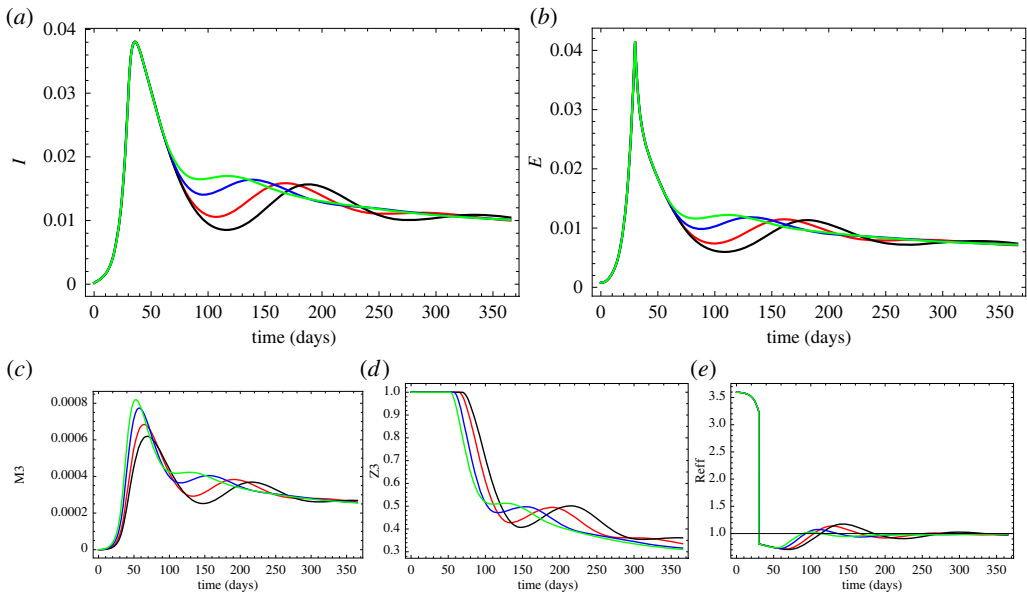 (a) (b)
0.04 0.04
0.03 0.03
I E
0.02 0.02
0.01 0.01
0 0
0 50 100 150 200 250 300 350 0 50 100 150 200 250 300 350
time (days) time (days)
(c) (d) (e)
0.0008 1.0 3.5
0.9 3.0
0.0006 0.8 2.5
M3 0.0004 Z3 0.7 Reff 2.0
0.6
0.0002 0.5 1.5
0.4 1.0
0 0.3 0.5
0 50 100 150 200 250 300 350 0 50 100 150 200 250 300 350 0 50 100 150 200 250 300 350
time (days) time (days) time (days)